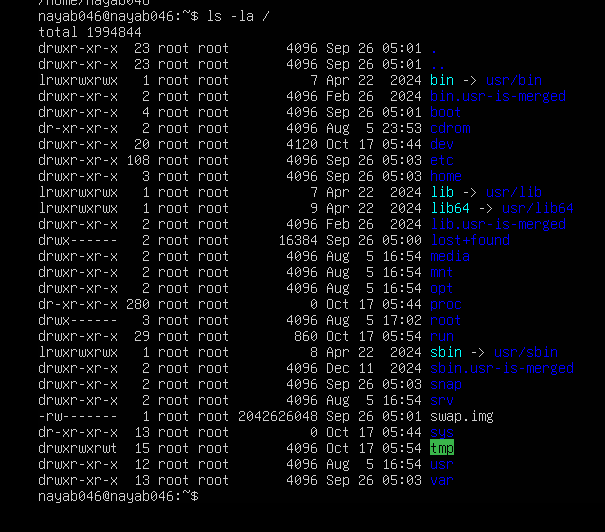 /home/nayab046
nayab046@nayab046:~$ ls -la /
total 1994844
drwxr-xr-x  23 root root       4096 Sep 26 05:01 .
drwxr-xr-x  23 root root       4096 Sep 26 05:01 ..
lrwxrwxrwx   1 root root          7 Apr 22  2024 bin -> usr/bin
drwxr-xr-x   2 root root       4096 Feb 26  2024 bin.usr-is-merged
drwxr-xr-x   4 root root       4096 Sep 26 05:01 boot
dr-xr-xr-x   2 root root       4096 Aug  5 23:53 cdrom
drwxr-xr-x  20 root root       4120 Oct 17 05:44 dev
drwxr-xr-x 108 root root       4096 Sep 26 05:03 etc
drwxr-xr-x   3 root root       4096 Sep 26 05:03 home
lrwxrwxrwx   1 root root          7 Apr 22  2024 lib -> usr/lib
lrwxrwxrwx   1 root root          9 Apr 22  2024 lib64 -> usr/lib64
drwxr-xr-x   2 root root       4096 Feb 26  2024 lib.usr-is-merged
drwx------   2 root root      16384 Sep 26 05:00 lost+found
drwxr-xr-x   2 root root       4096 Aug  5 16:54 media
drwxr-xr-x   2 root root       4096 Aug  5 16:54 mnt
drwxr-xr-x   2 root root       4096 Aug  5 16:54 opt
dr-xr-xr-x 280 root root          0 Oct 17 05:44 proc
drwx------   3 root root       4096 Aug  5 17:02 root
drwxr-xr-x  29 root root        860 Oct 17 05:54 run
lrwxrwxrwx   1 root root          8 Apr 22  2024 sbin -> usr/sbin
drwxr-xr-x   2 root root       4096 Dec 11  2024 sbin.usr-is-merged
drwxr-xr-x   2 root root       4096 Sep 26 05:03 snap
drwxr-xr-x   2 root root       4096 Aug  5 16:54 srv
-rw-------   1 root root 2042626048 Sep 26 05:01 swap.img
dr-xr-xr-x  13 root root          0 Oct 17 05:44 sys
drwxrwxrwt  15 root root       4096 Oct 17 05:54 tmp
drwxr-xr-x  12 root root       4096 Aug  5 16:54 usr
drwxr-xr-x  13 root root       4096 Sep 26 05:03 var
nayab046@nayab046:~$